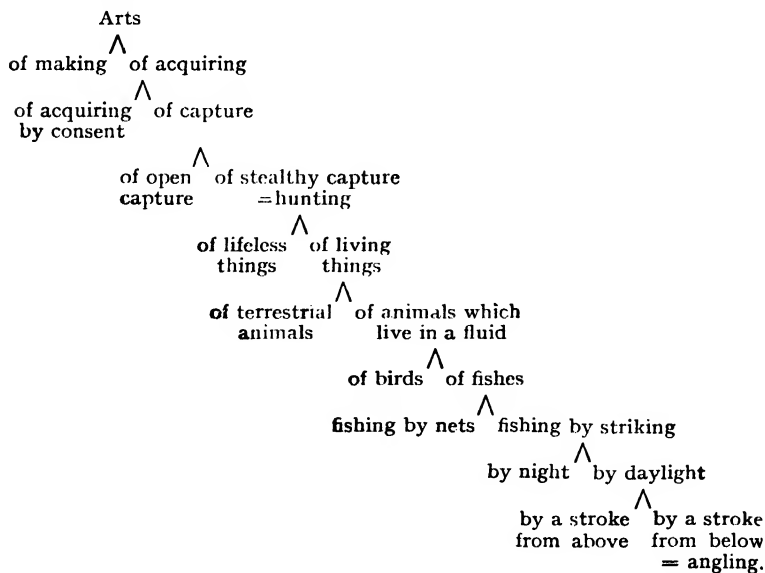 Arts
of making of acquiring
of acquiring of capture
by consent
of open of stealthy capture
capture =hunting
of lifeless of living
things things
of terrestrial of animals which
animals live in a fluid
of birds of fishes
fishing by nets fishing by striking
by night by daylight
by a stroke by a stroke
from above from below
= angling.